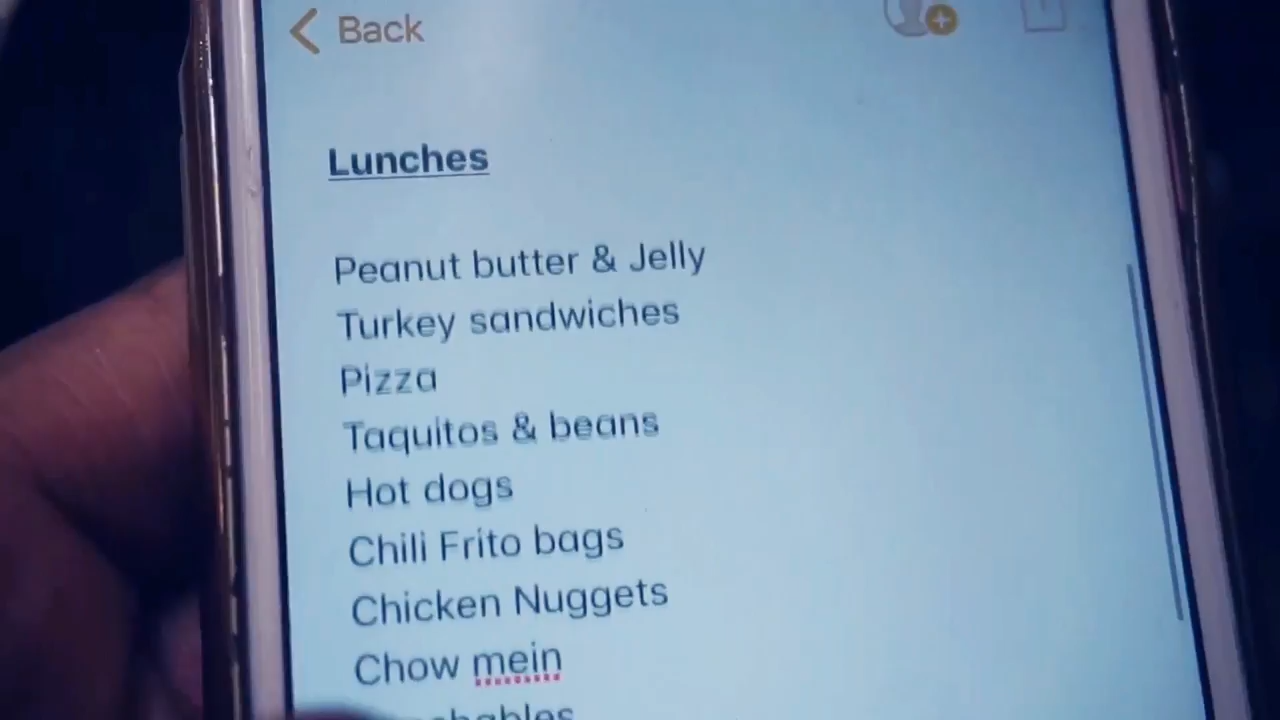 Back
Lunches
Peanut butter & Jelly
Turkey sandwiches
Pizza
Taquitos & beans
Hot dogs
Chili Frito bags
Chicken Nuggets
Chow mein